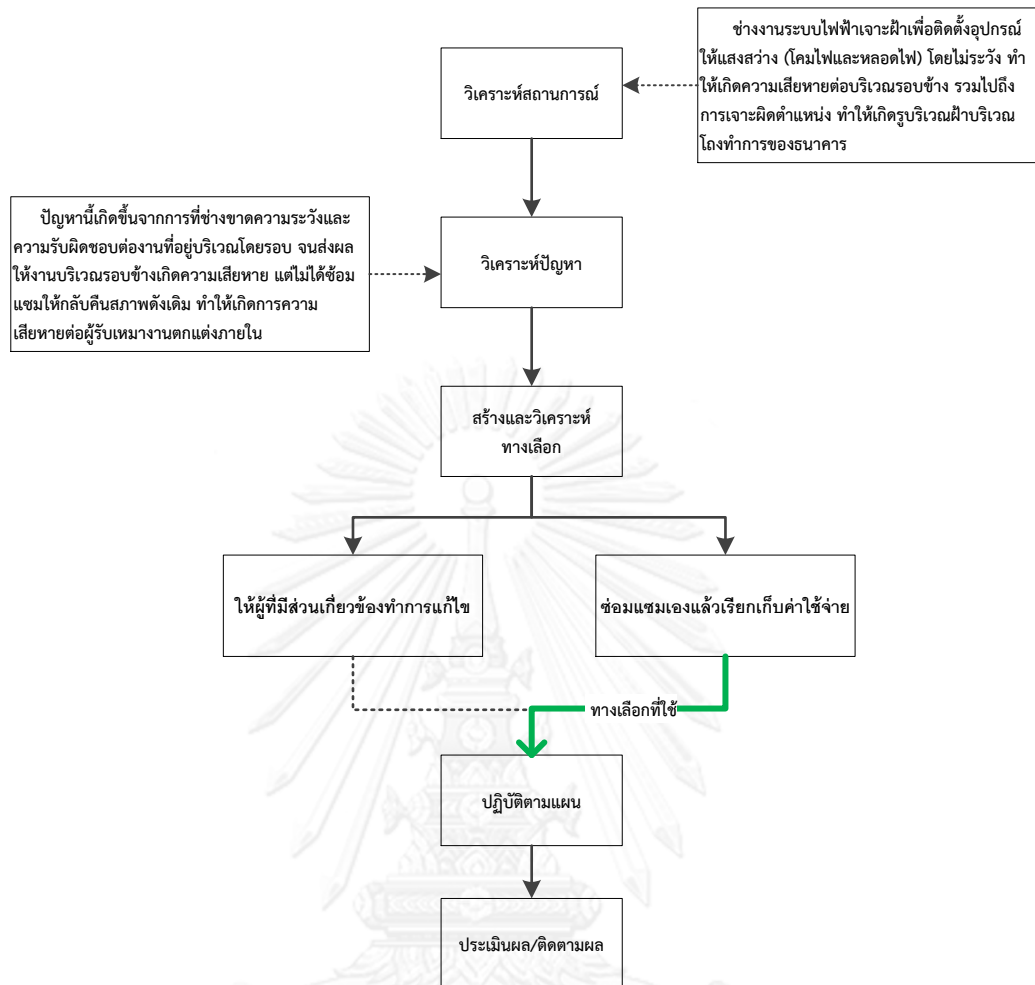 ช่างงานระบบไฟฟ้าเจาะฝ้าเพื่อติดตั้งอุปกรณ์
ให้แสงสว่าง (โคมไฟและหลอดไฟ) โดยไม่ระวัง ทำ
ให้เกิดความเสียหายต่อบริเวณรอบข้าง รวมไปถึง
การเจาะผิดตำแหน่ง ทำให้เกิดรูบริเวณฝ้าบริเวณ
โถงทำการของธนาคาร
วิเคราะห์สถานการณ์
ปัญหานี้เกิดขึ้นจากการที่ช่างขาดความระวังและ
ความรับผิดชอบต่องานที่อยู่บริเวณโดยรอบ จนส่งผล
ให้งานบริเวณรอบข้างเกิดความเสียหาย แต่ไม่ได้ซ้อม
แซมให้กลับคืนสภาพดังเดิม ทำให้เกิดการความ
เสียหายต่อผู้รับเหมางานตกแต่งภายใน
วิเคราะห์ปัญหา
สร้างและวิเคราะห์
ทางเลือก
ให้ผู้ที่มีส่วนเกี่ยวข้องทำการแก้ไข
ซ่อมแซมเองแล้วเรียกเก็บค่าใช้จ่าย
ทางเลือกที่ใช้
ปฏิบัติตามแผน
ประเมินผล/ติดตามผล